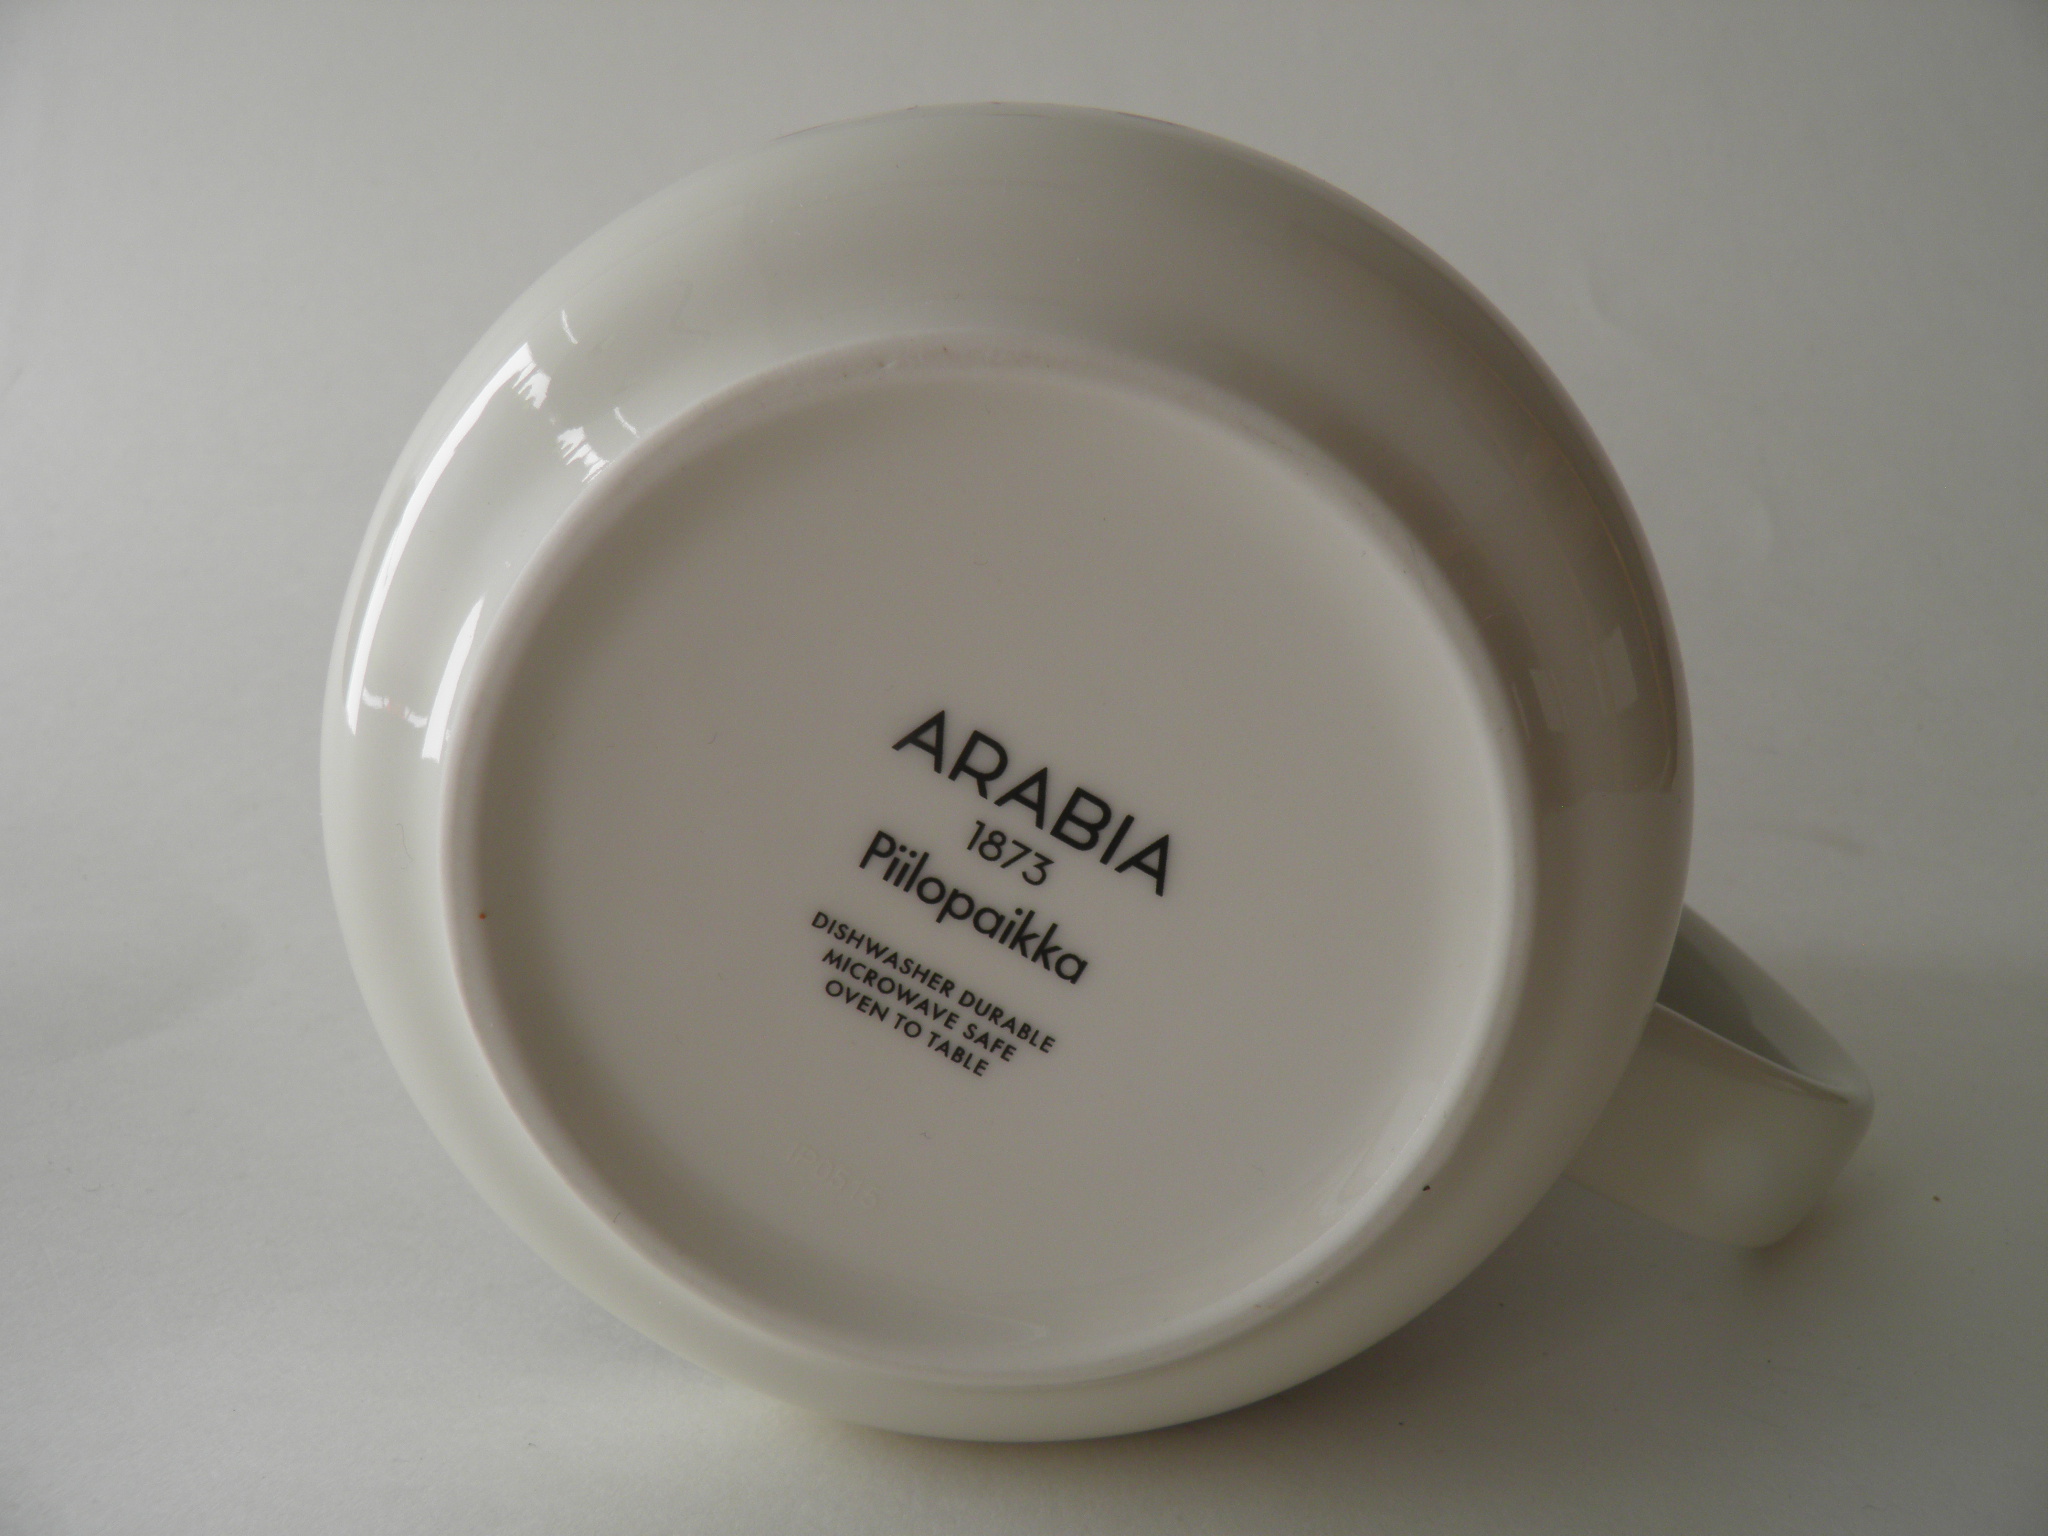 ARABIA
1873
Piilopaikka
DISHWASHER DURABLE
MICROWAVE SAFE
OVEN TO TABLE